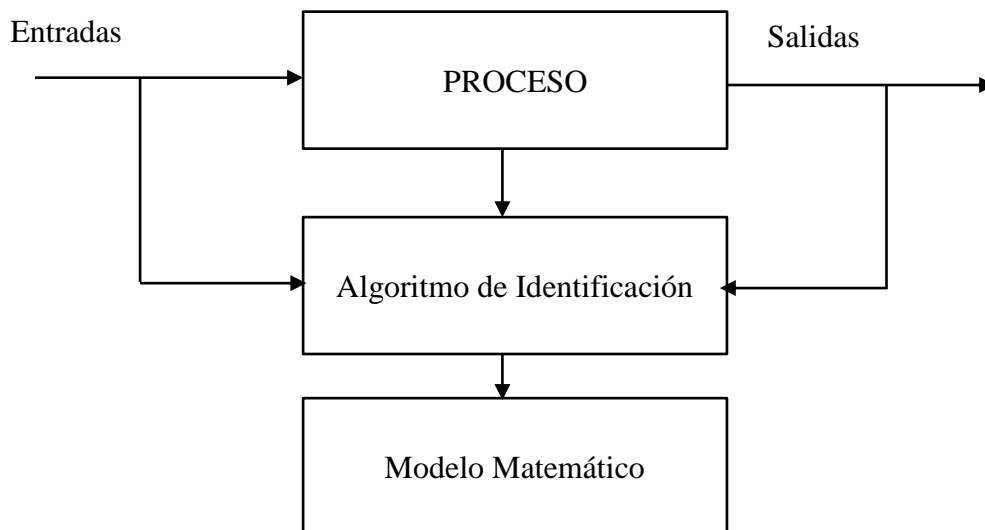 Entradas
Salidas
PROCESO
Algoritmo de Identificación
Modelo Matemático